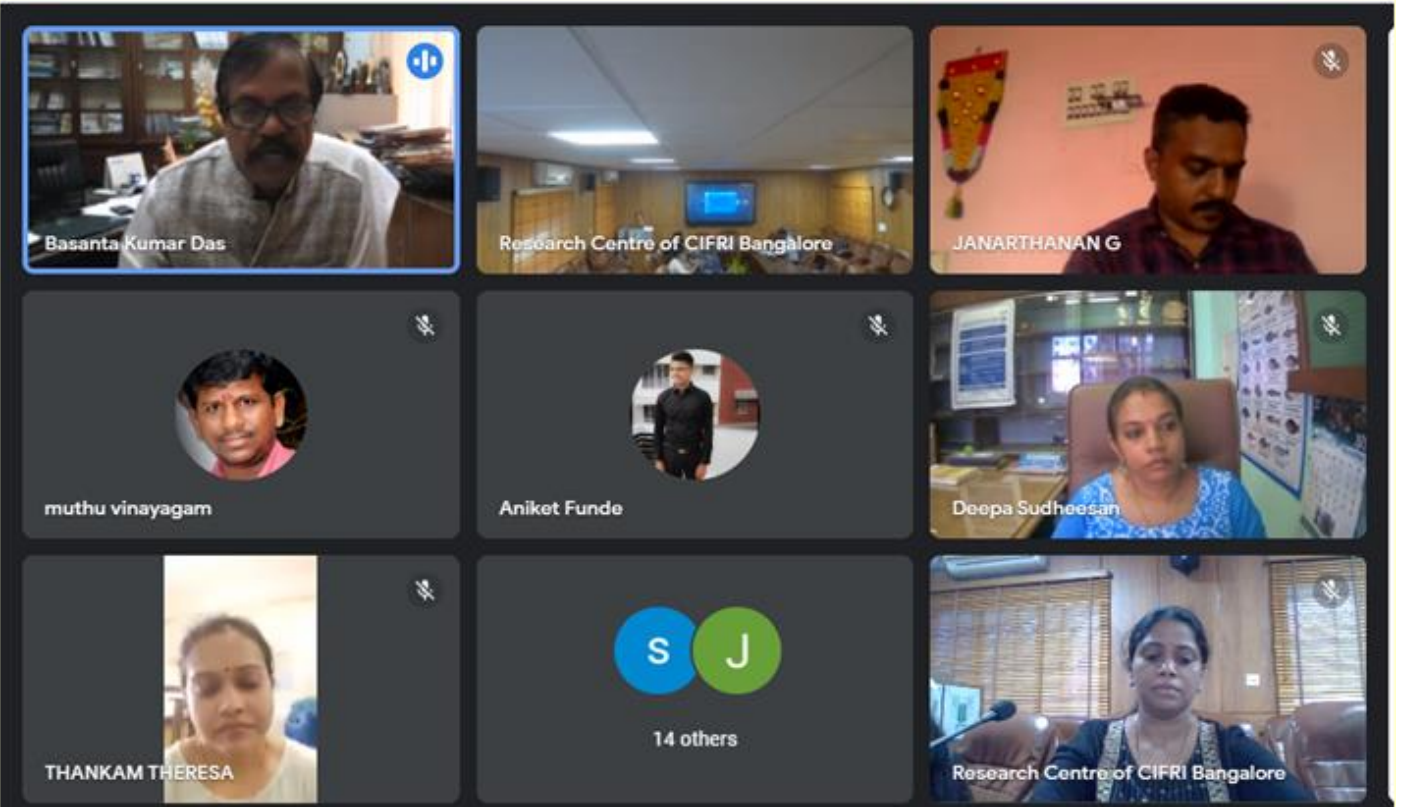 Basanta Kumar Das
Research Centre of CIFRI Bangalore
JANARTHANAN G
muthu vinayagam
Aniket Funde
Deepa Sudheesan
THANKAM THERESA
S J
14 others
Research Centre of CIFRI Bangalore